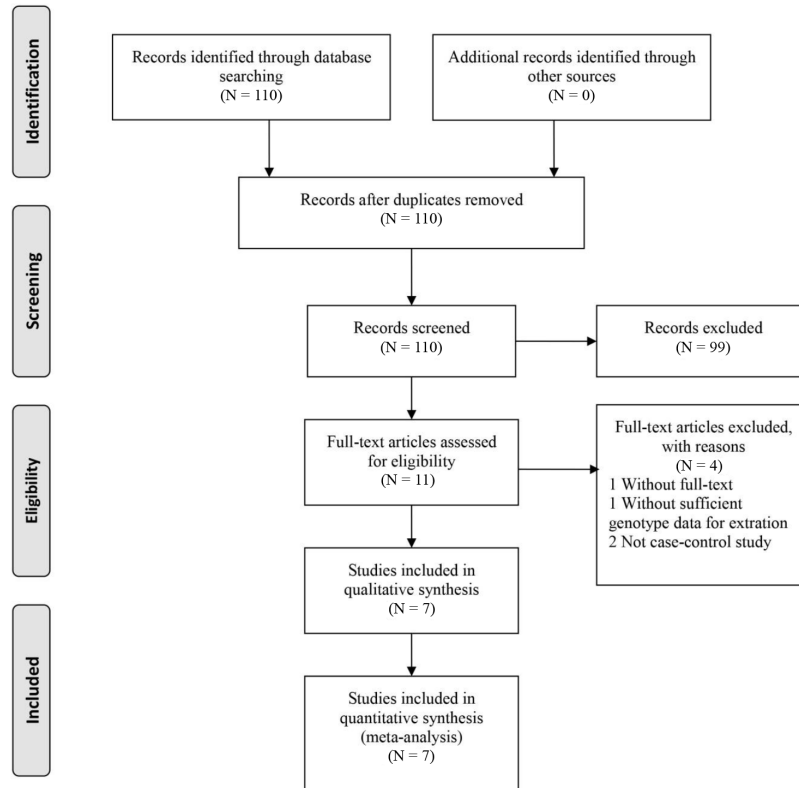 Identification
Records identified through database
searching
(N = 110)
Additional records identified through
other sources
(N = 0)
Records after duplicates removed
(N = 110)
Screening
Records screened
(N = 110)
Records excluded
(N = 99)
Eligibility
Full-text articles assessed
for eligibility
(N = 11)
Full-text articles excluded,
with reasons
(N = 4)
1 Without full-text
1 Without sufficient
genotype data for extration
2 Not case-control study
Studies included in
qualitative synthesis
(N = 7)
Included
Studies included in
quantitative synthesis
(meta-analysis)
(N = 7)